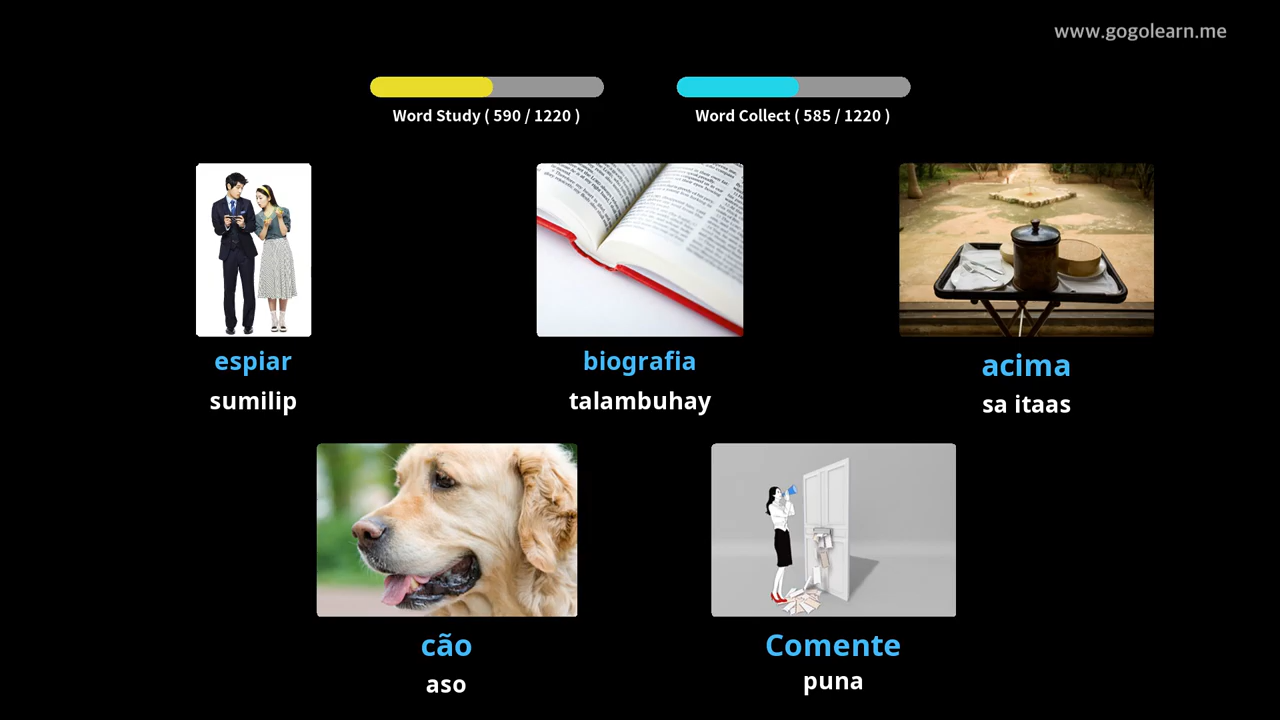 www.gogolearn.me
Word Study ( 590 / 1220 )
Word Collect ( 585 / 1220 )
espiar
sumilip
biografia
talambuhay
acima
sa itaas
cão
aso
Comente
puna